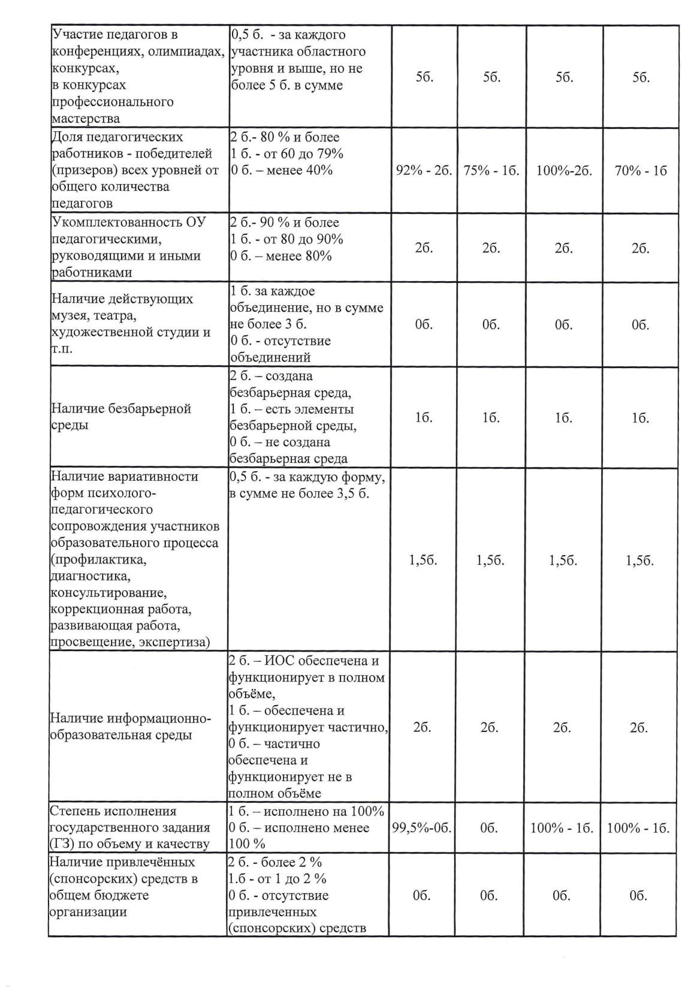 Участие педагогов в
конференциях, олимпиадах,
конкурсах,
в конкурсах
профессионального
мастерства
0,5 б. - за каждого
участника областного
уровня и выше, но не
более 5 б. в сумме
5б.
5б.
5б.
5б.
Доля педагогических
работников - победителей
(призеров) всех уровней от
общего количества
педагогов
2 б.- 80 % и более
1 б. - от 60 до 79%
0 б. – менее 40%
92% - 2б.
75% - 1б.
100%-2б.
70% - 1б
Укомплектованность ОУ
педагогическими,
руководящими и иными
работниками
2 б.- 90 % и более
1 б. - от 80 до 90%
0 б. – менее 80%
2б.
2б.
2б.
2б.
Наличие действующих
музея, театра,
художественной студии и
т.п.
1 б. за каждое
объединение, но в сумме
не более 3 б.
0 б. - отсутствие
объединений
0б.
0б.
0б.
0б.
Наличие безбарьерной
среды
2 б. – создана
безбарьерная среда,
1 б. – есть элементы
безбарьерной среды,
0 б. – не создана
безбарьерная среда
1б.
1б.
1б.
1б.
Наличие вариативности
форм психолого-
педагогического
сопровождения участников
образовательного процесса
(профилактика,
диагностика,
консультирование,
коррекционная работа,
развивающая работа,
просвещение, экспертиза)
0,5 б. - за каждую форму,
в сумме не более 3,5 б.
1,5б.
1,5б.
1,5б.
1,5б.
Наличие информационно-
образовательная среды
2 б. – ИОС обеспечена и
функционирует в полном
объёме,
1 б. – обеспечена и
функционирует частично,
0 б. – частично
обеспечена и
функционирует не в
полном объёме
2б.
2б.
2б.
2б.
Степень исполнения
государственного задания
(ГЗ) по объему и качеству
1 б. – исполнено на 100%
0 б. – исполнено менее
100 %
99,5%-0б.
0б.
100% - 1б.
100% - 1б.
Наличие привлечённых
(спонсорских) средств в
общем бюджете
организации
2 б. - более 2 %
1.б - от 1 до 2 %
0 б. - отсутствие
привлеченных
(спонсорских) средств
0б.
0б.
0б.
0б.